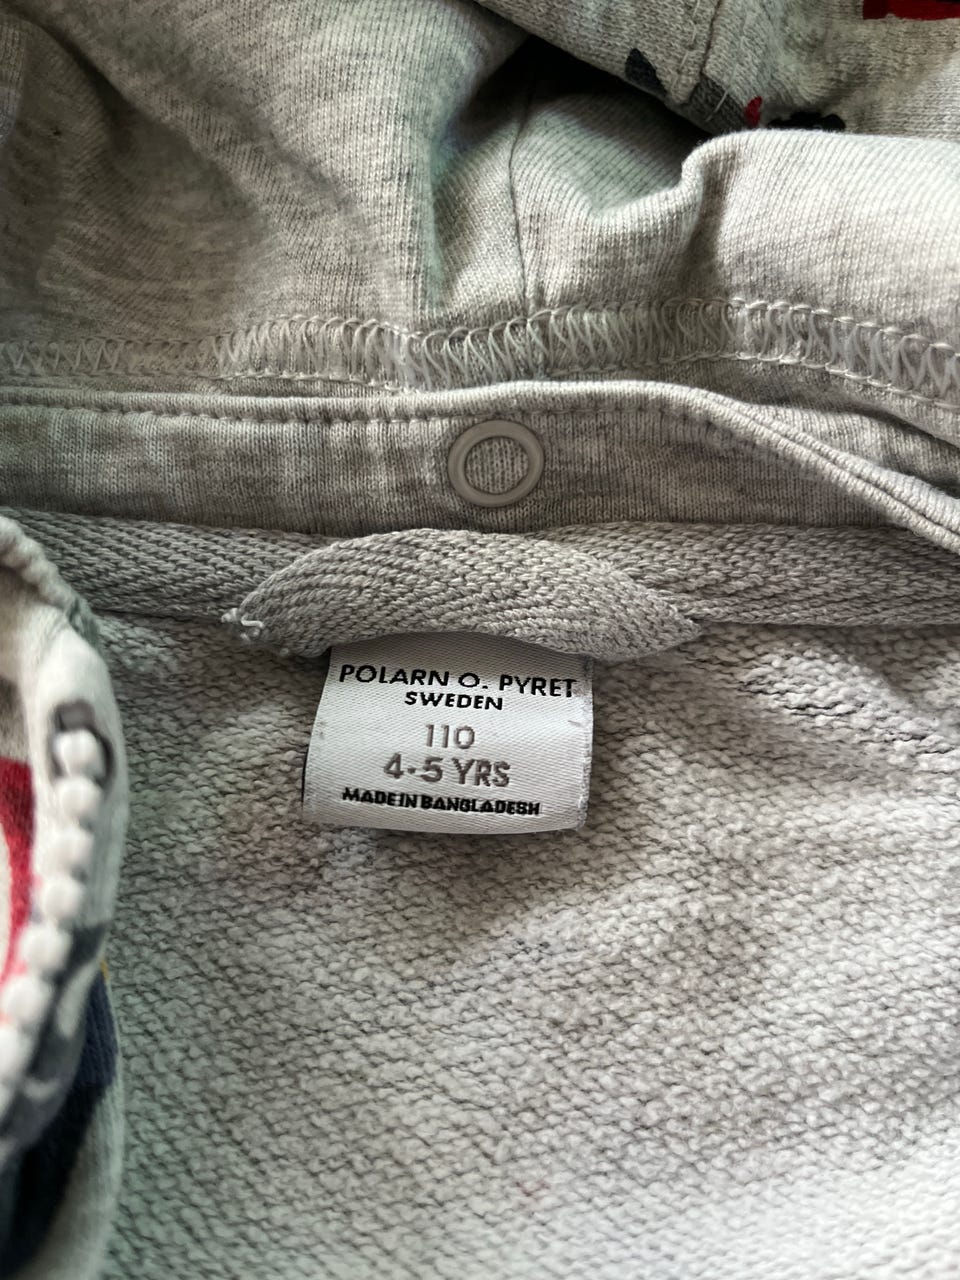 POLARN O. PYRET
SWEDEN
110
4-5 YRS
MADE IN BANGLADESH